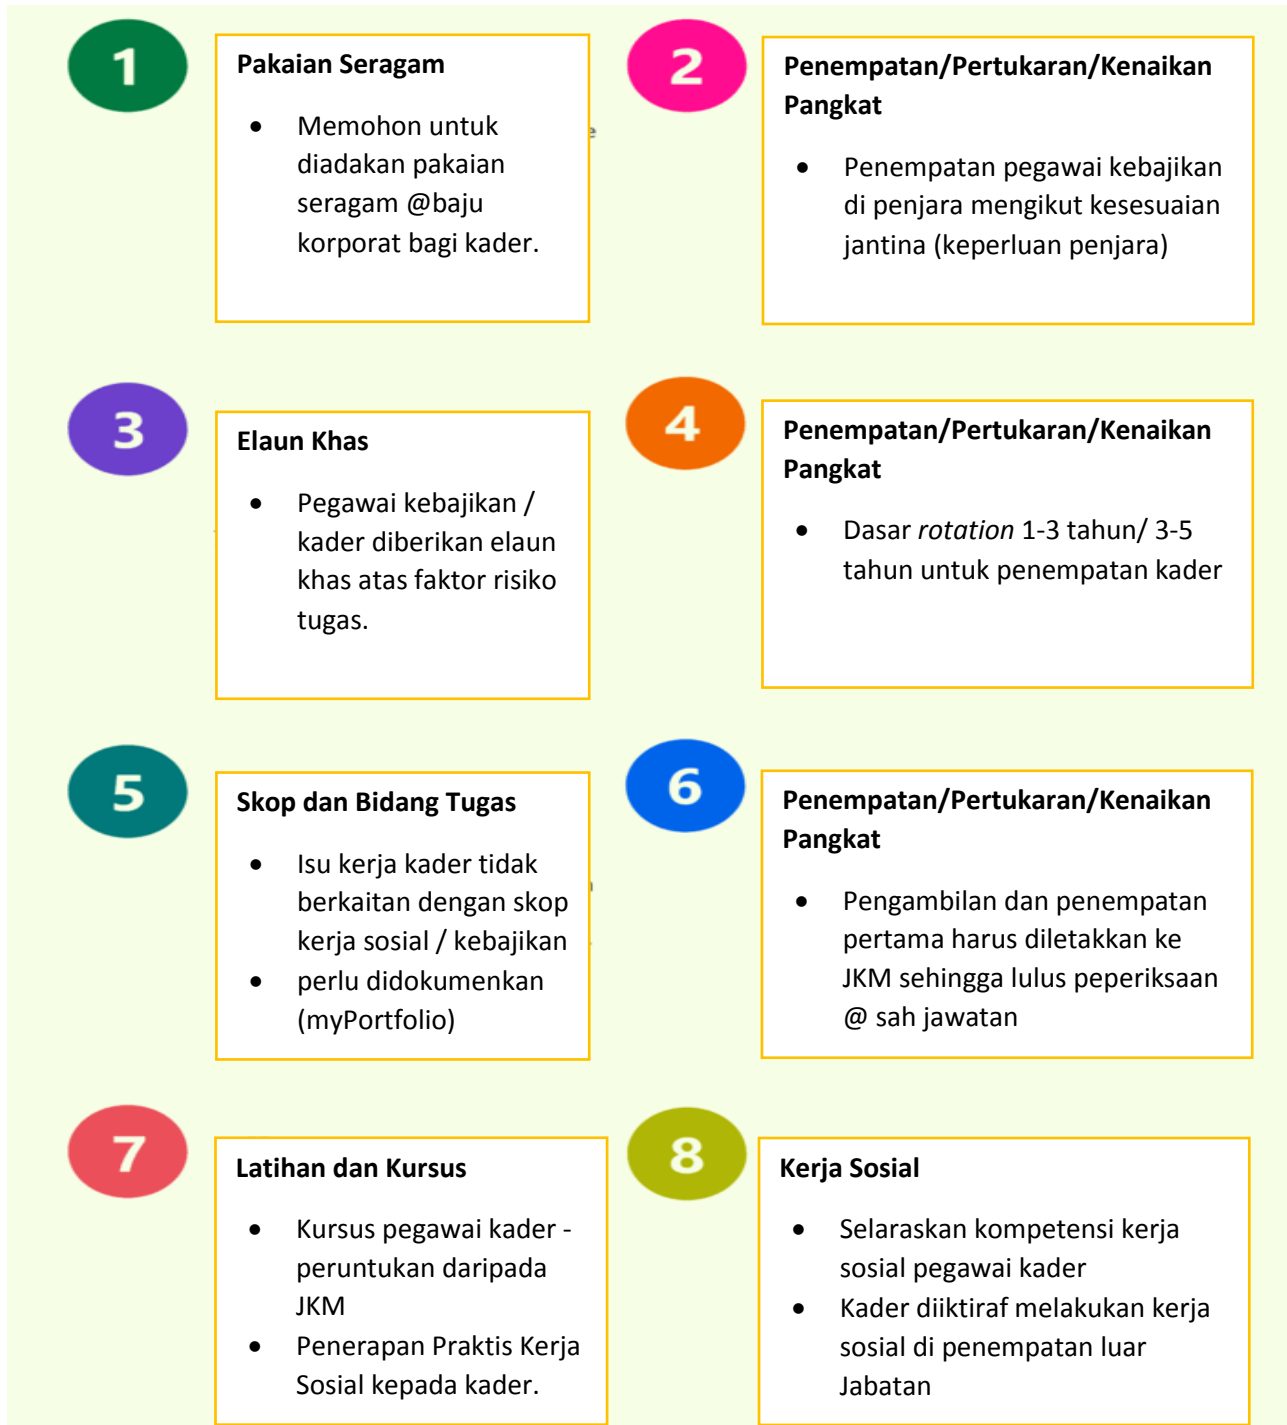 1
Pakaian Seragam
• Memohon untuk
diadakan pakaian
seragam @baju
korporat bagi kader.
2
Penempatan/Pertukaran/Kenaikan
Pangkat
• Penempatan pegawai kebajikan
di penjara mengikut kesesuaian
jantina (keperluan penjara)
3
Elaun Khas
• Pegawai kebajikan /
kader diberikan elaun
khas atas faktor risiko
tugas.
4
Penempatan/Pertukaran/Kenaikan
Pangkat
• Dasar rotation 1-3 tahun/ 3-5
tahun untuk penempatan kader
5
Skop dan Bidang Tugas
• Isu kerja kader tidak
berkaitan dengan skop
kerja sosial / kebajikan
• perlu didokumenkan
(myPortfolio)
6
Penempatan/Pertukaran/Kenaikan
Pangkat
• Pengambilan dan penempatan
pertama harus diletakkan ke
JKM sehingga lulus peperiksaan
@ sah jawatan
7
Latihan dan Kursus
• Kursus pegawai kader -
peruntukan daripada
JKM
• Penerapan Praktis Kerja
Sosial kepada kader.
8
Kerja Sosial
• Selaraskan kompetensi kerja
sosial pegawai kader
• Kader diiktiraf melakukan kerja
sosial di penempatan luar
Jabatan